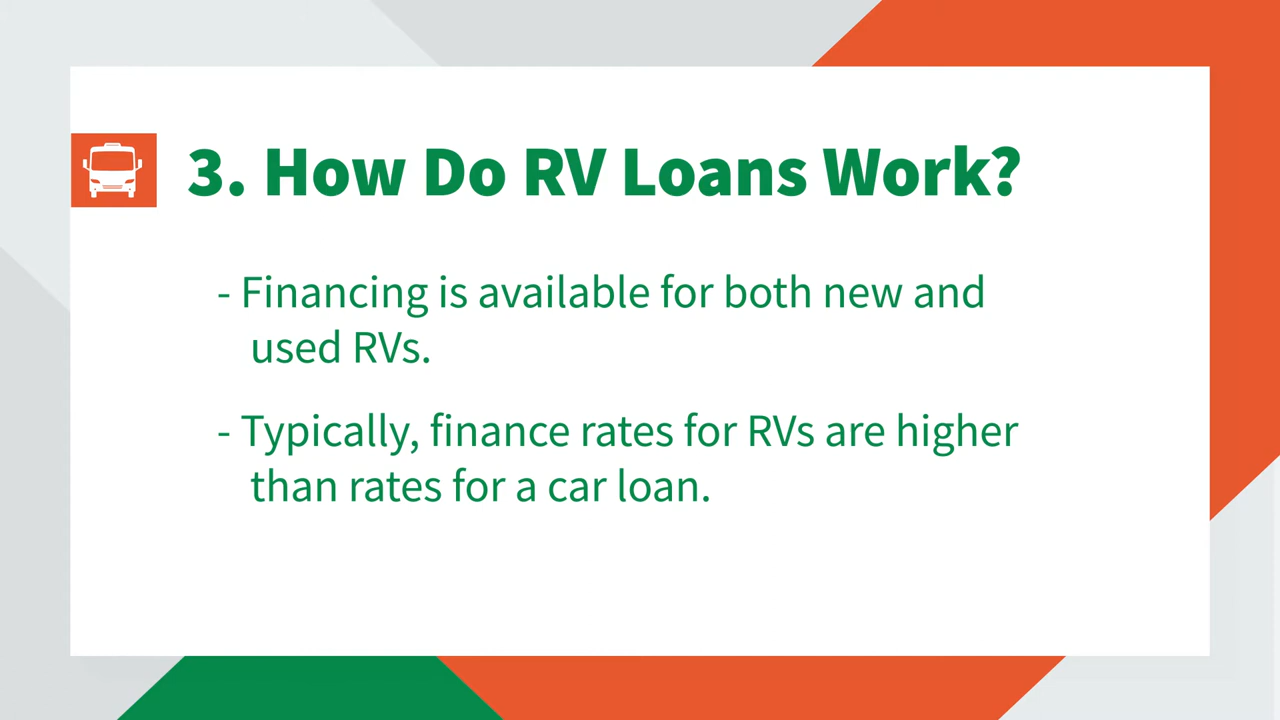 3. How Do RV Loans Work?
- Financing is available for both new and
used RVs.
- Typically, finance rates for RVs are higher
than rates for a car loan.